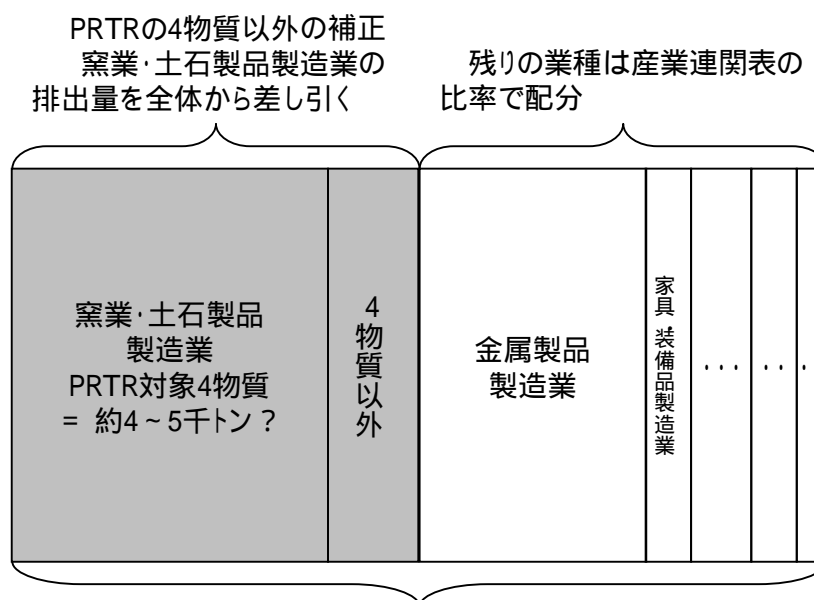 PRTRの4物質以外の補正
窯業･土石製品製造業の
排出量を全体から差し引く
残りの業種は産業連関表の
比率で配分
窯業･土石製品
製造業
PRTR対象4物質
= 約4~5千トン?
4物質以外
金属製品
製造業
家具･装備品製造業
･･･
･･･
･